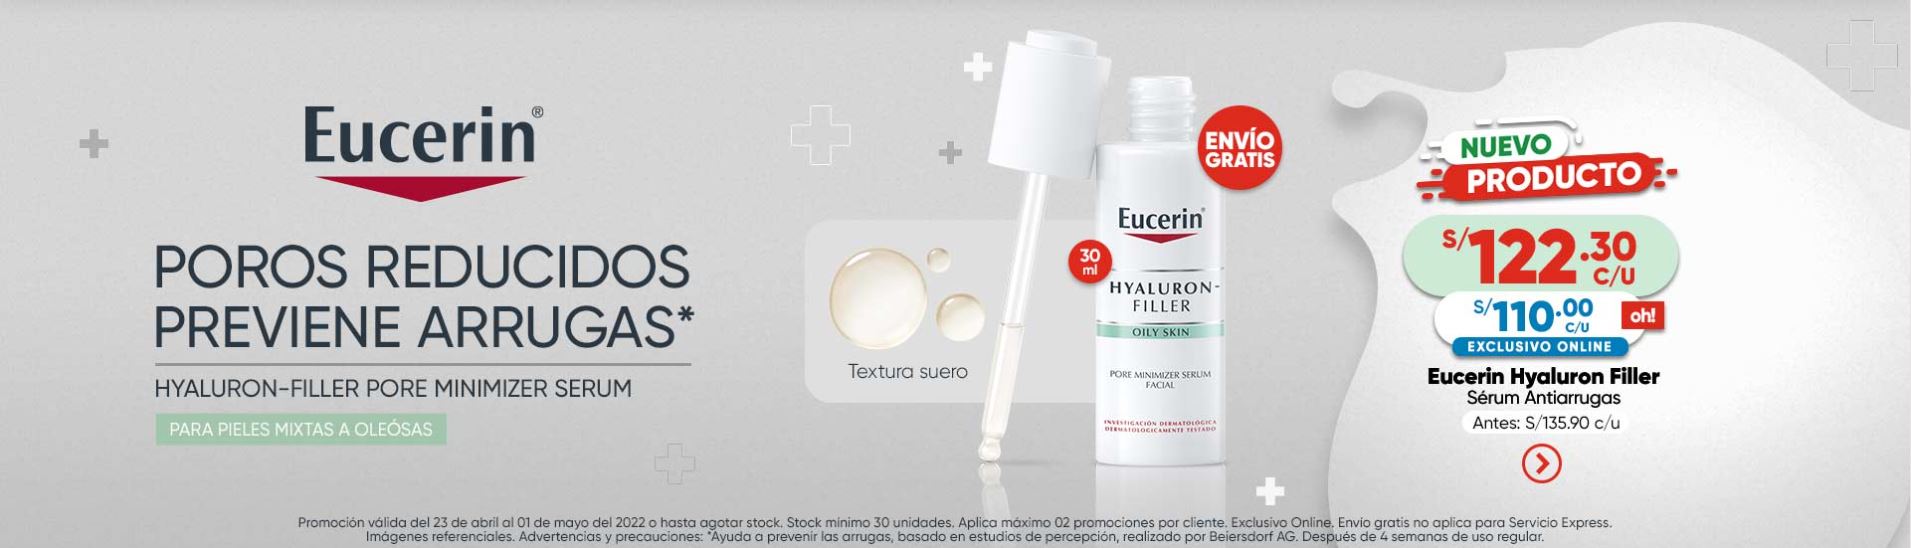 Eucerin®
POROS REDUCIDOS
PREVIENE ARRUGAS*
HYALURON-FILLER PORE MINIMIZER SERUM
PARA PIELES MIXTAS A OLEÓSAS
Textura suero
30
ml
Eucerin®
HYALURON-
FILLER
OILY SKIN
PORE MINIMIZER SERUM
FACIAL
INVESTIGACIÓN DERMATOLÓGICA
DERMATOLOGICAMENTE TESTADO
ENVÍO
GRATIS
NUEVO
PRODUCTO
S/122.30
C/U
S/110.00
C/U
oh!
EXCLUSIVO ONLINE
Eucerin Hyaluron Filler
Sérum Antiarrugas
Antes: S/135.90 c/u
Promoción válida del 23 de abril al 01 de mayo del 2022 o hasta agotar stock. Stock mínimo 30 unidades. Aplica máximo 02 promociones por cliente. Exclusivo Online. Envío gratis no aplica para Servicio Express.
Imágenes referenciales. Advertencias y precauciones: *Ayuda a prevenir las arrugas, basado en estudios de percepción, realizado por Beiersdorf AG. Después de 4 semanas de uso regular.